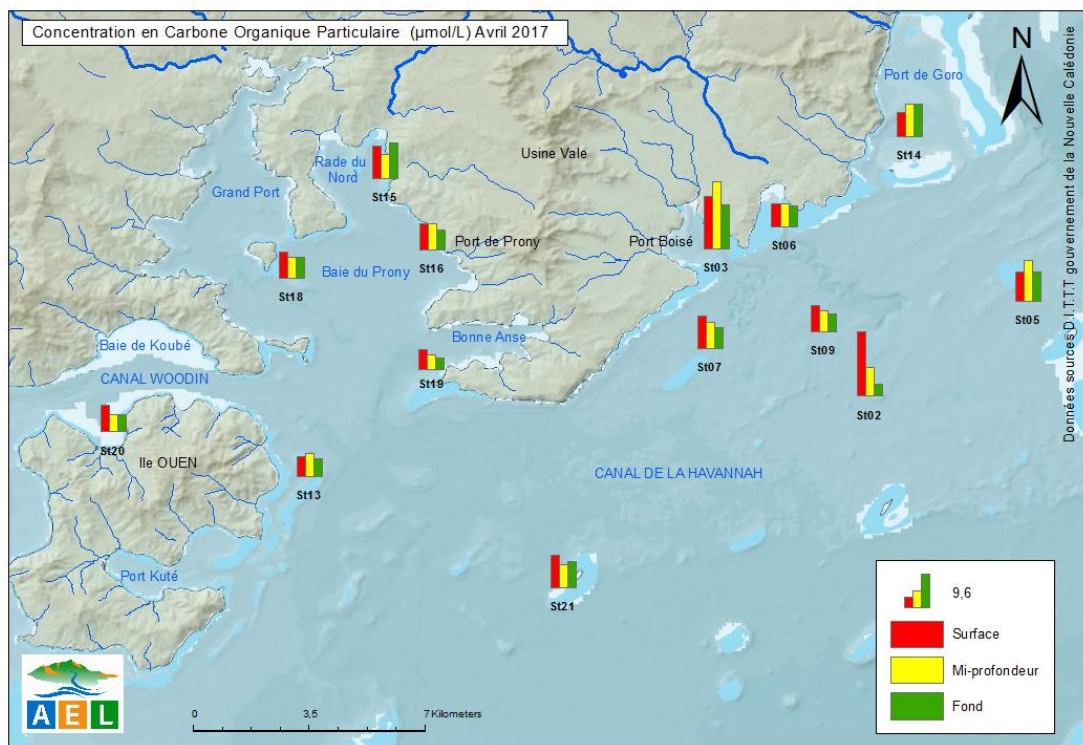 Concentration en Carbone Organique Particulaire (µmol/L) Avril 2017
N
Port de Goro
St14
Usine Vale
Rade du
Nord
St15
Grand Port
Port de Prony
St16
Port Boisé
St03
St06
Baie du Prony
St18
St05
Bonne Anse
St09
St07
Baie de Koubé
St19
CANAL WOODIN
St02
St20
Ile OUEN
St13
CANAL DE LA HAVANNAH
Port Kuté
St21
Données sources D.I.T.T.T gouvernement de la Nouvelle Calédonie
9,6
Surface
Mi-profondeur
Fond
AEL
0 3,5 7 Kilometers